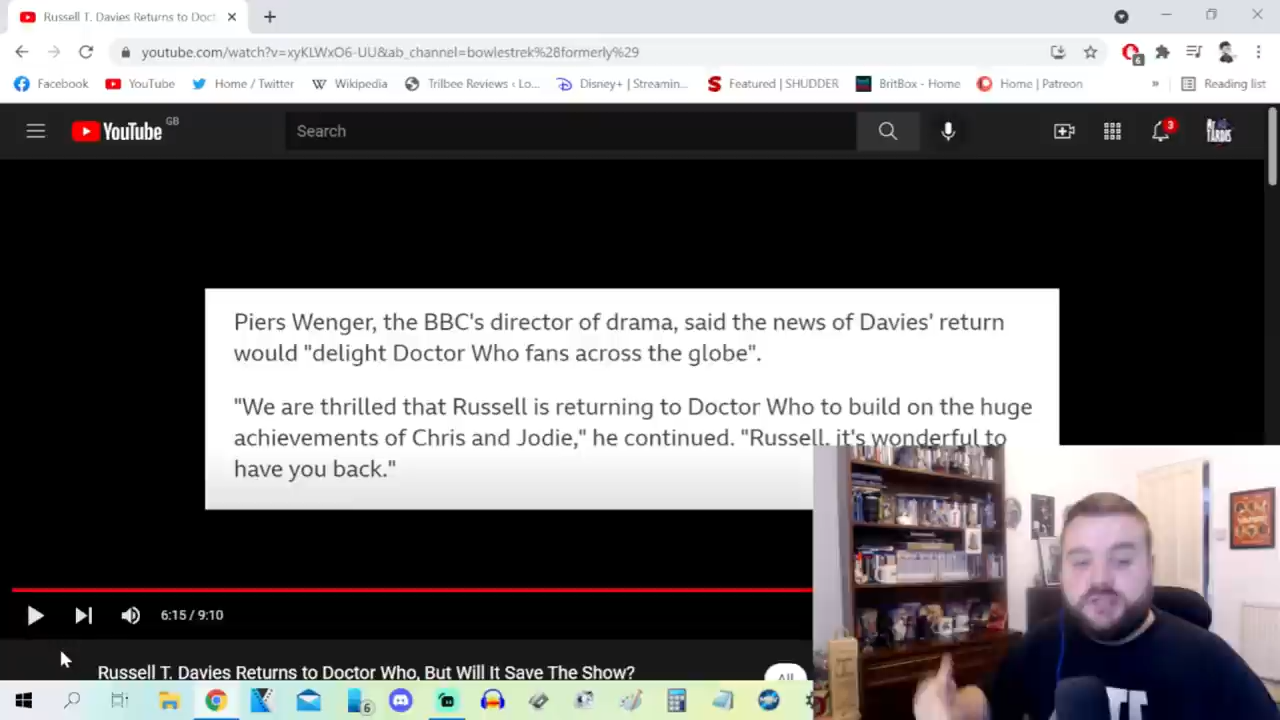 Russell T. Davies Returns to Doct
youtube.com/watch?v=xyKLWxO6-UU&ab_channel=bowlestrek%28formerly%29
6
Facebook
YouTube
Home / Twitter
Wikipedia
Trilbee Reviews ‹ Lo...
Disney+ | Streamin...
Featured | SHUDDER
BritBox - Home
Home | Patreon
»
Reading list
YouTube GB
Search
3
MR TARDIS
Piers Wenger, the BBC's director of drama, said the news of Davies' return
would "delight Doctor Who fans across the globe".
"We are thrilled that Russell is returning to Doctor Who to build on the huge
achievements of Chris and Jodie," he continued. "Russell, it's wonderful to
have you back."
6:15 / 9:10
Russell T. Davies Returns to Doctor Who, But Will It Save The Show?
All
6